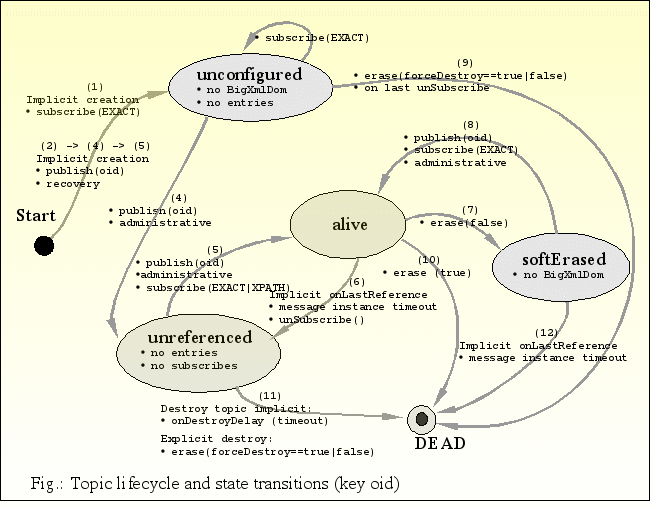 • subscribe(EXACT)
unconfigured
• no BigXmlDom
• no entries
(9)
• erase(forceDestroy==true|false)
• on last unSubscribe
(1)
Implicit creation
• subscribe(EXACT)
(8)
• publish(oid)
• subscribe(EXACT)
• administrative
(2) -> (4) -> (5)
Implicit creation
• publish(oid)
• recovery
Start
(4)
• publish(oid)
• administrative
alive
(7)
• erase(false)
softErased
• no BigXmlDom
(5)
• publish(oid)
•administrative
• subscribe(EXACT|XPATH)
(10)
• erase (true)
(6)
Implicit onLastReference
• message instance timeout
• unSubscribe()
unreferenced
• no entries
• no subscribes
(12)
Implicit onLastReference
• message instance timeout
(11)
Destroy topic implicit:
• onDestroyDelay (timeout)
Explicit destroy:
• erase(forceDestroy==true|false)
DEAD
Fig.: Topic lifecycle and state transitions (key oid)